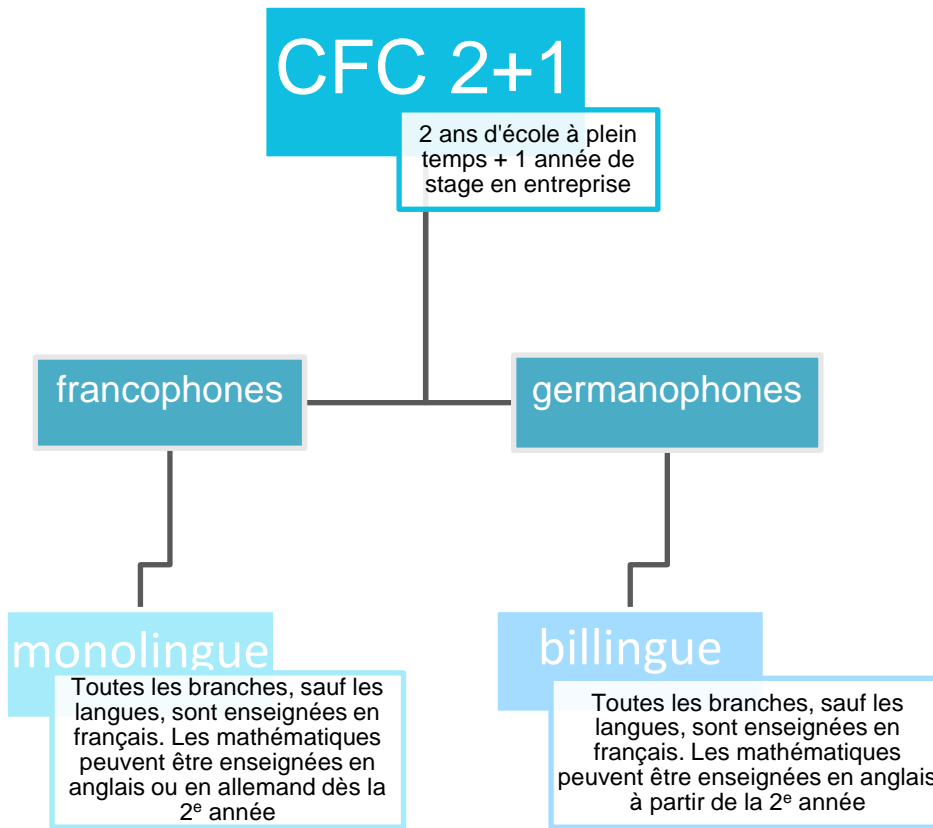 CFC 2+1
2 ans d'école à plein
temps + 1 année de
stage en entreprise
francophones
germanophones
monolingue
Toutes les branches, sauf les
langues, sont enseignées en
français. Les mathématiques
peuvent être enseignées en
anglais ou en allemand dès la
2e année
billingue
Toutes les branches, sauf les
langues, sont enseignées en
français. Les mathématiques
peuvent être enseignées en anglais
à partir de la 2e année